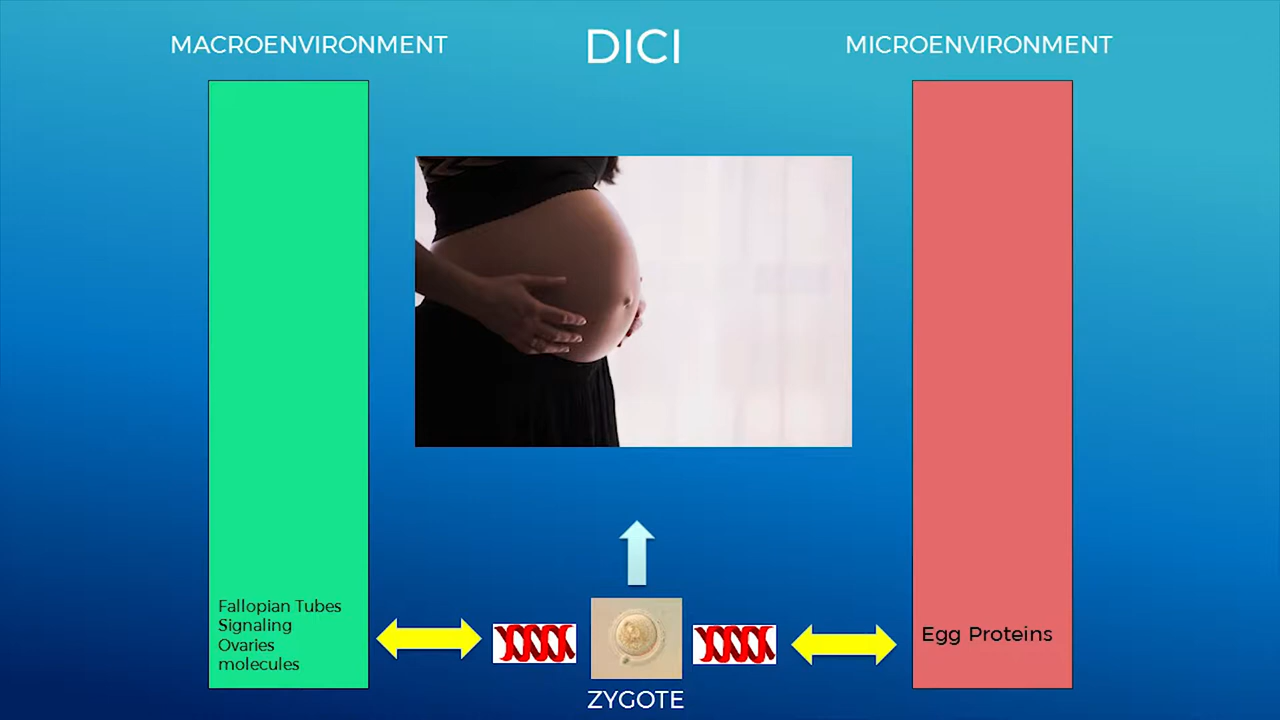 MACROENVIRONMENT
DICI
MICROENVIRONMENT
Fallopian Tubes
Signaling
Ovaries
molecules
Egg Proteins
ZYGOTE